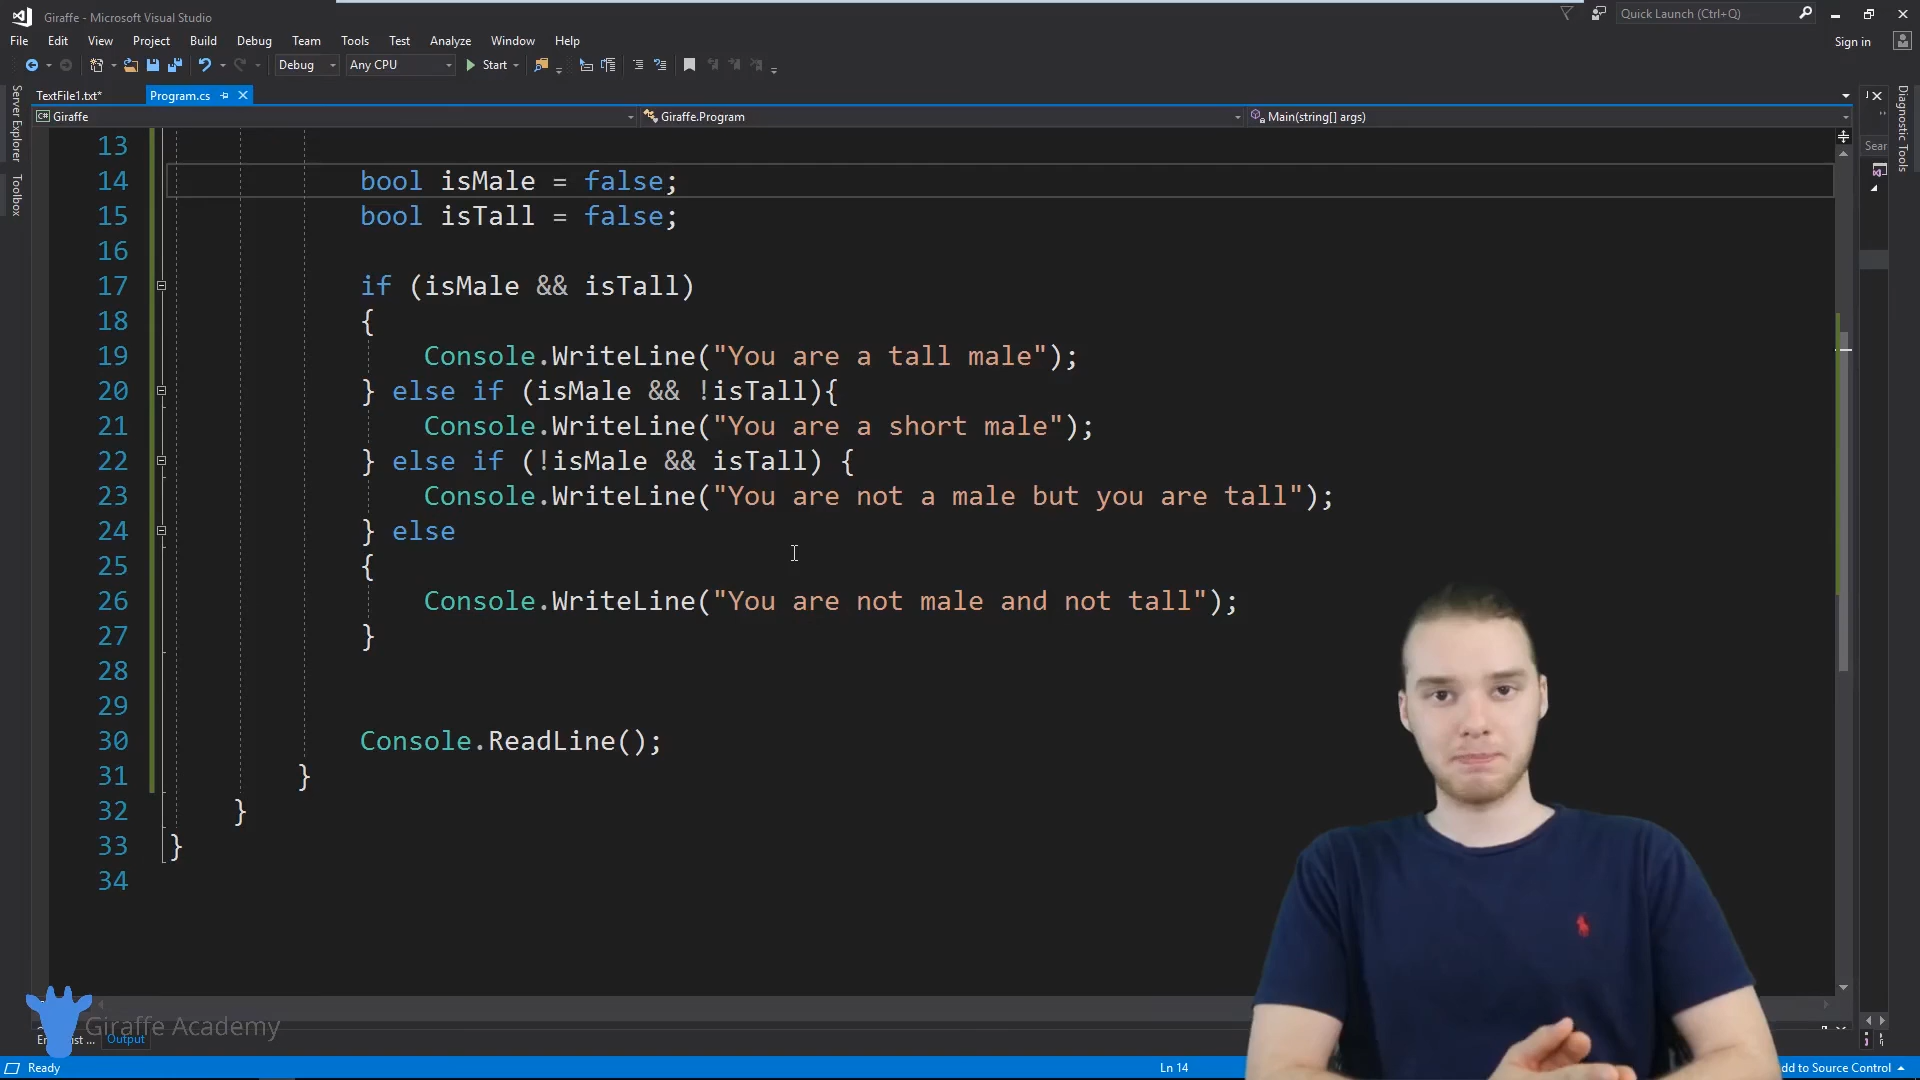 Giraffe - Microsoft Visual Studio
Quick Launch (Ctrl+Q)
File Edit View Project Build Debug Team Tools Test Analyze Window Help
Sign in
Debug Any CPU Start
TextFile1.txt* Program.cs
Giraffe Giraffe.Program Main(string[] args)
Server Explorer
Toolbox
Diagnostic Tools
Sear
13
14 bool isMale = false;
15 bool isTall = false;
16
17 if (isMale && isTall)
18 {
19 Console.WriteLine("You are a tall male");
20 } else if (isMale && !isTall){
21 Console.WriteLine("You are a short male");
22 } else if (!isMale && isTall) {
23 Console.WriteLine("You are not a male but you are tall");
24 } else
25 {
26 Console.WriteLine("You are not male and not tall");
27 }
28
29
30 Console.ReadLine();
31 }
32 }
33 }
34
Giraffe Academy
Output
Ready Ln 14 dd to Source Control